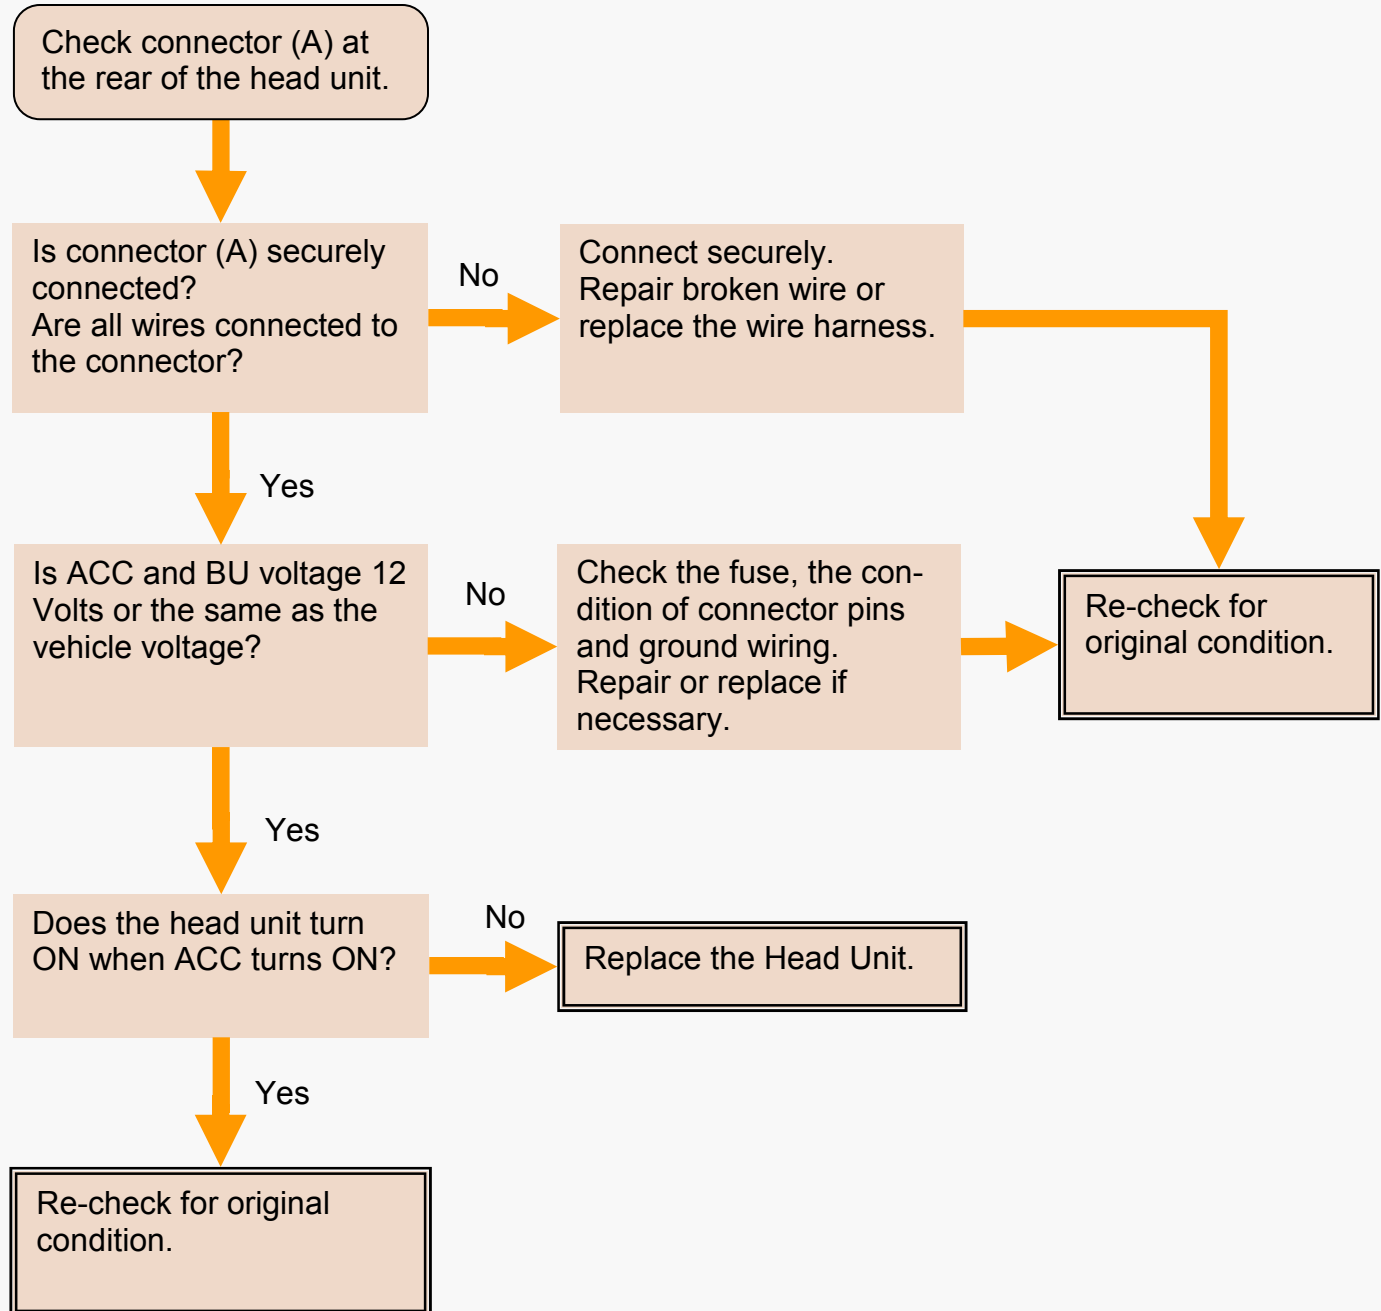 Check connector (A) at
the rear of the head unit.
Is connector (A) securely
connected?
Are all wires connected to
the connector?
No
Connect securely.
Repair broken wire or
replace the wire harness.
Yes
Is ACC and BU voltage 12
Volts or the same as the
vehicle voltage?
No
Check the fuse, the con-
dition of connector pins
and ground wiring.
Repair or replace if
necessary.
Re-check for
original condition.
Yes
Does the head unit turn
ON when ACC turns ON?
No
Replace the Head Unit.
Yes
Re-check for original
condition.